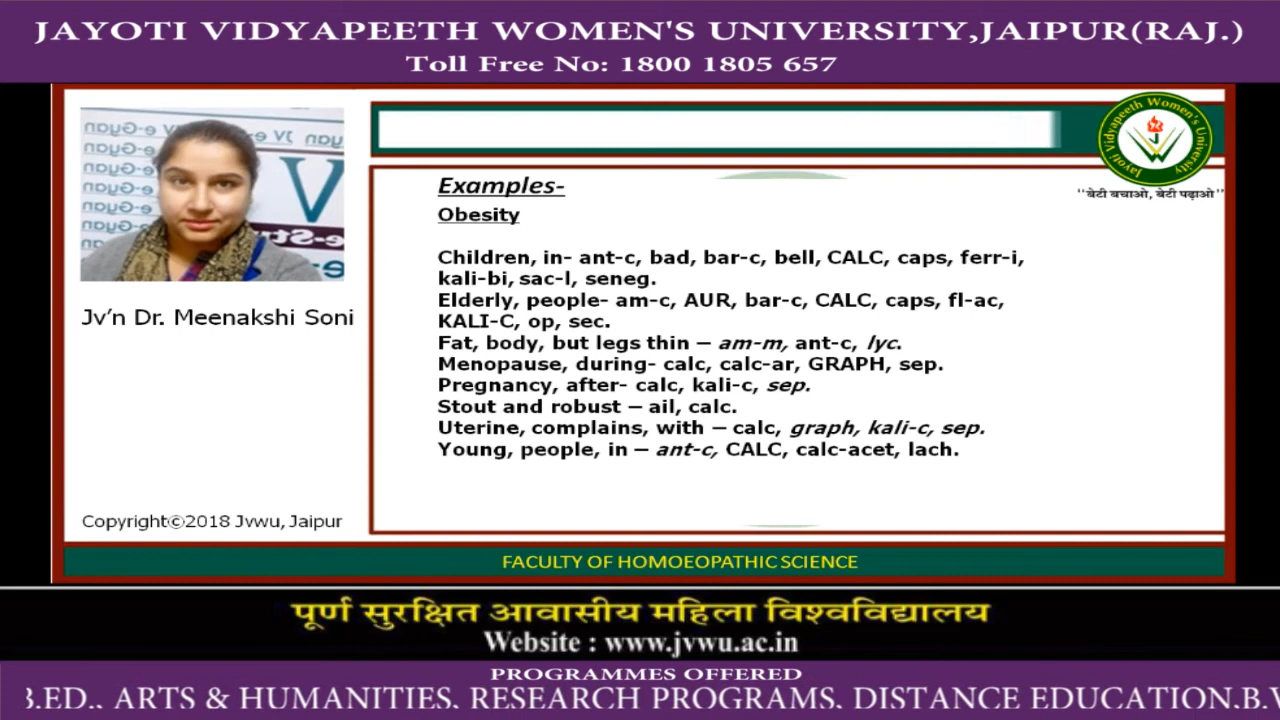 JAYOTI VIDYAPEETH WOMEN'S UNIVERSITY,JAIPUR(RAJ.)
Toll Free No: 1800 1805 657
Jayoti Vidyapeeth Women's University
"बेटी बचाओ, बेटी पढ़ाओ"
Examples-
Obesity
Children, in- ant-c, bad, bar-c, bell, CALC, caps, ferr-i,
kali-bi, sac-l, seneg.
Elderly, people- am-c, AUR, bar-c, CALC, caps, fl-ac,
KALI-C, op, sec.
Fat, body, but legs thin – am-m, ant-c, lyc.
Menopause, during- calc, calc-ar, GRAPH, sep.
Pregnancy, after- calc, kali-c, sep.
Stout and robust – ail, calc.
Uterine, complains, with – calc, graph, kali-c, sep.
Young, people, in – ant-c, CALC, calc-acet, lach.
Jv'n Dr. Meenakshi Soni
Copyright©2018 Jvwu, Jaipur
FACULTY OF HOMOEOPATHIC SCIENCE
पूर्ण सुरक्षित आवासीय महिला विश्वविद्यालय
Website : www.jvwu.ac.in
PROGRAMMES OFFERED
B.ED., ARTS & HUMANITIES, RESEARCH PROGRAMS, DISTANCE EDUCATION,B.V